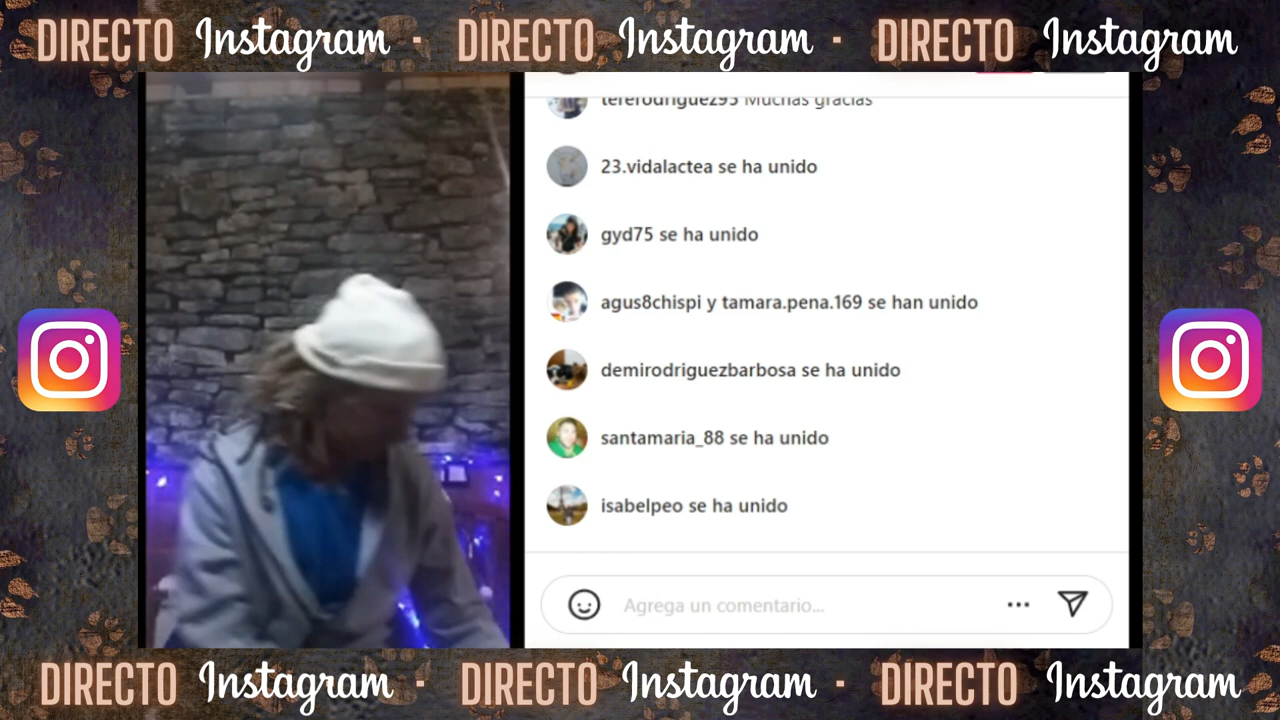 DIRECTO Instagram · DIRECTO Instagram · DIRECTO Instagram
tererodriguez95 Muchas gracias
23.vidalactea se ha unido
gyd75 se ha unido
agus8chispi y tamara.pena.169 se han unido
demirodriguezbarbosa se ha unido
santamaria_88 se ha unido
isabelpeo se ha unido
Agrega un comentario...
DIRECTO Instagram · DIRECTO Instagram · DIRECTO Instagram